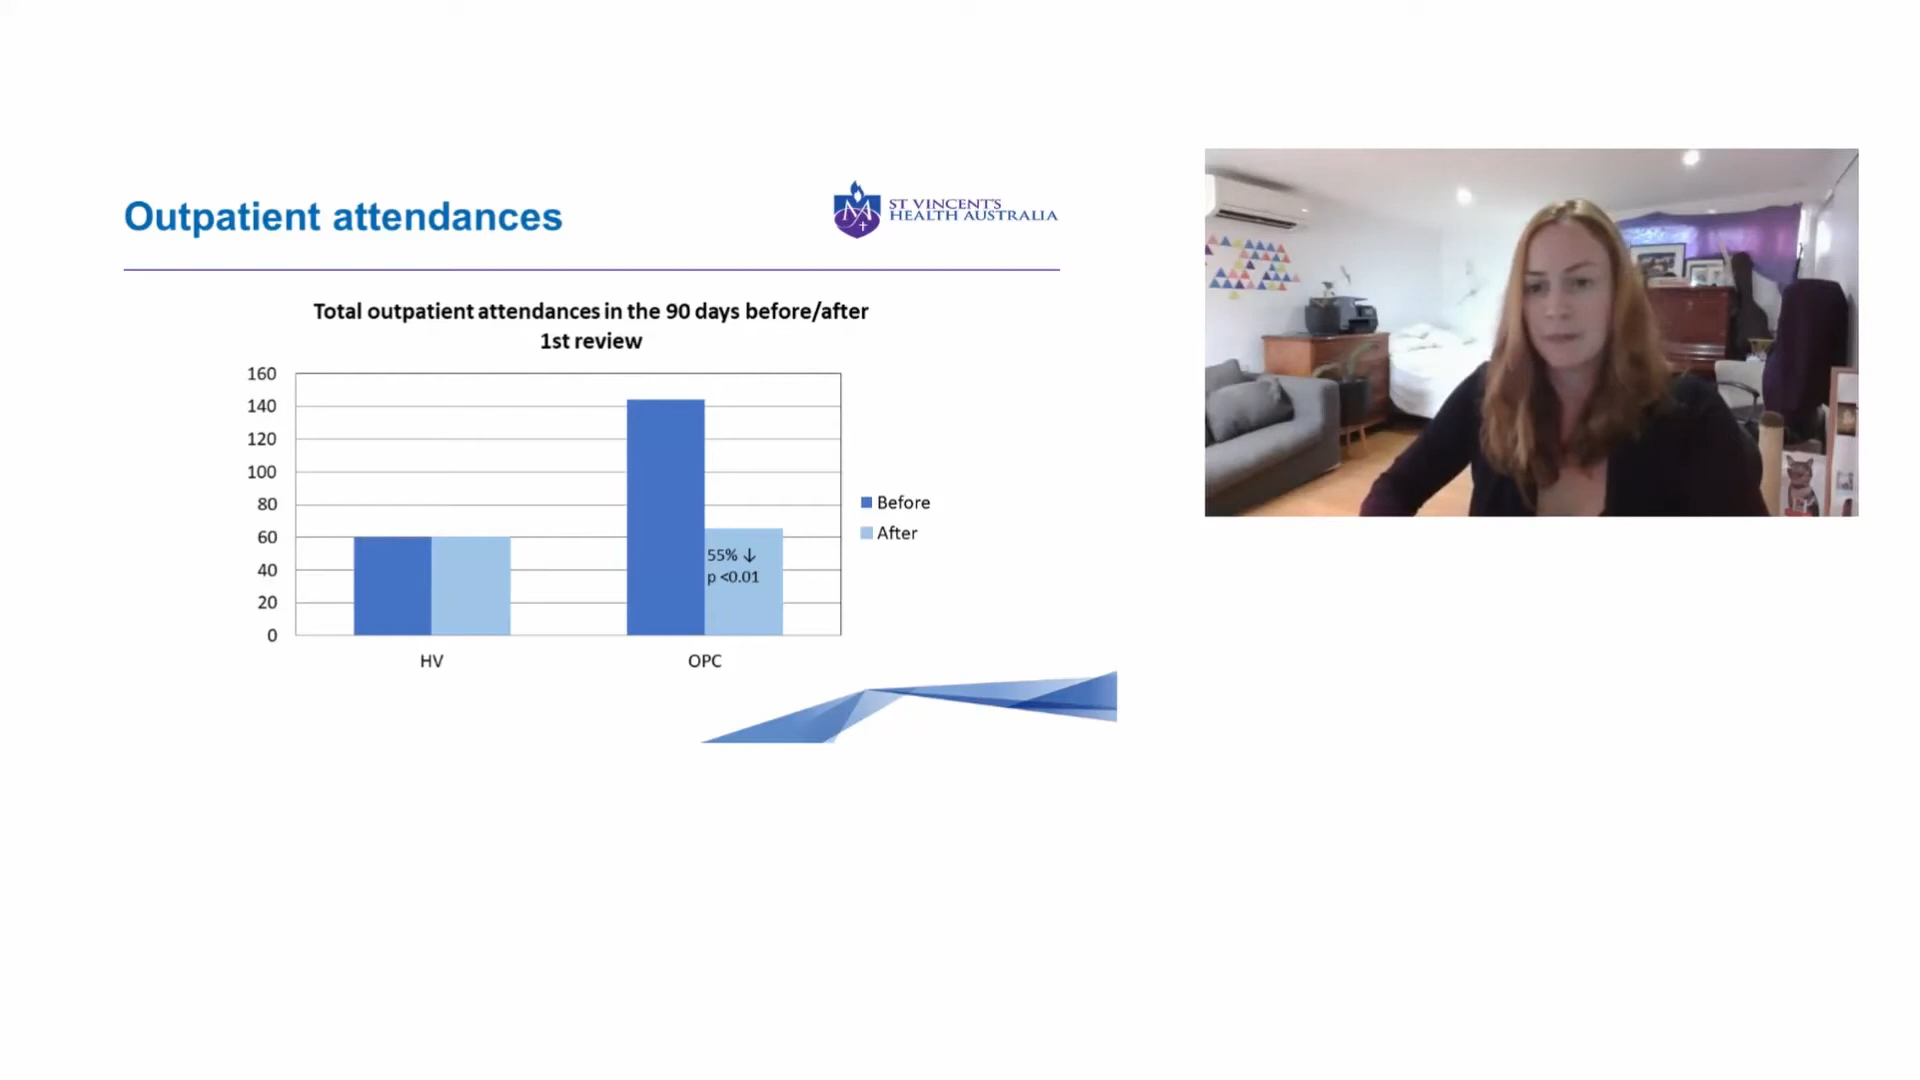 Outpatient attendances
ST VINCENT'S
HEALTH AUSTRALIA
Total outpatient attendances in the 90 days before/after
1st review
160
140
120
100
80
60
40
20
0
55% ↓
p <0.01
HV
OPC
Before
After